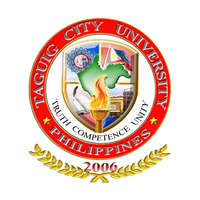 TAGUIG CITY UNIVERSITY
PHILIPPINES
TRUTH COMPETENCE UNITY
2006